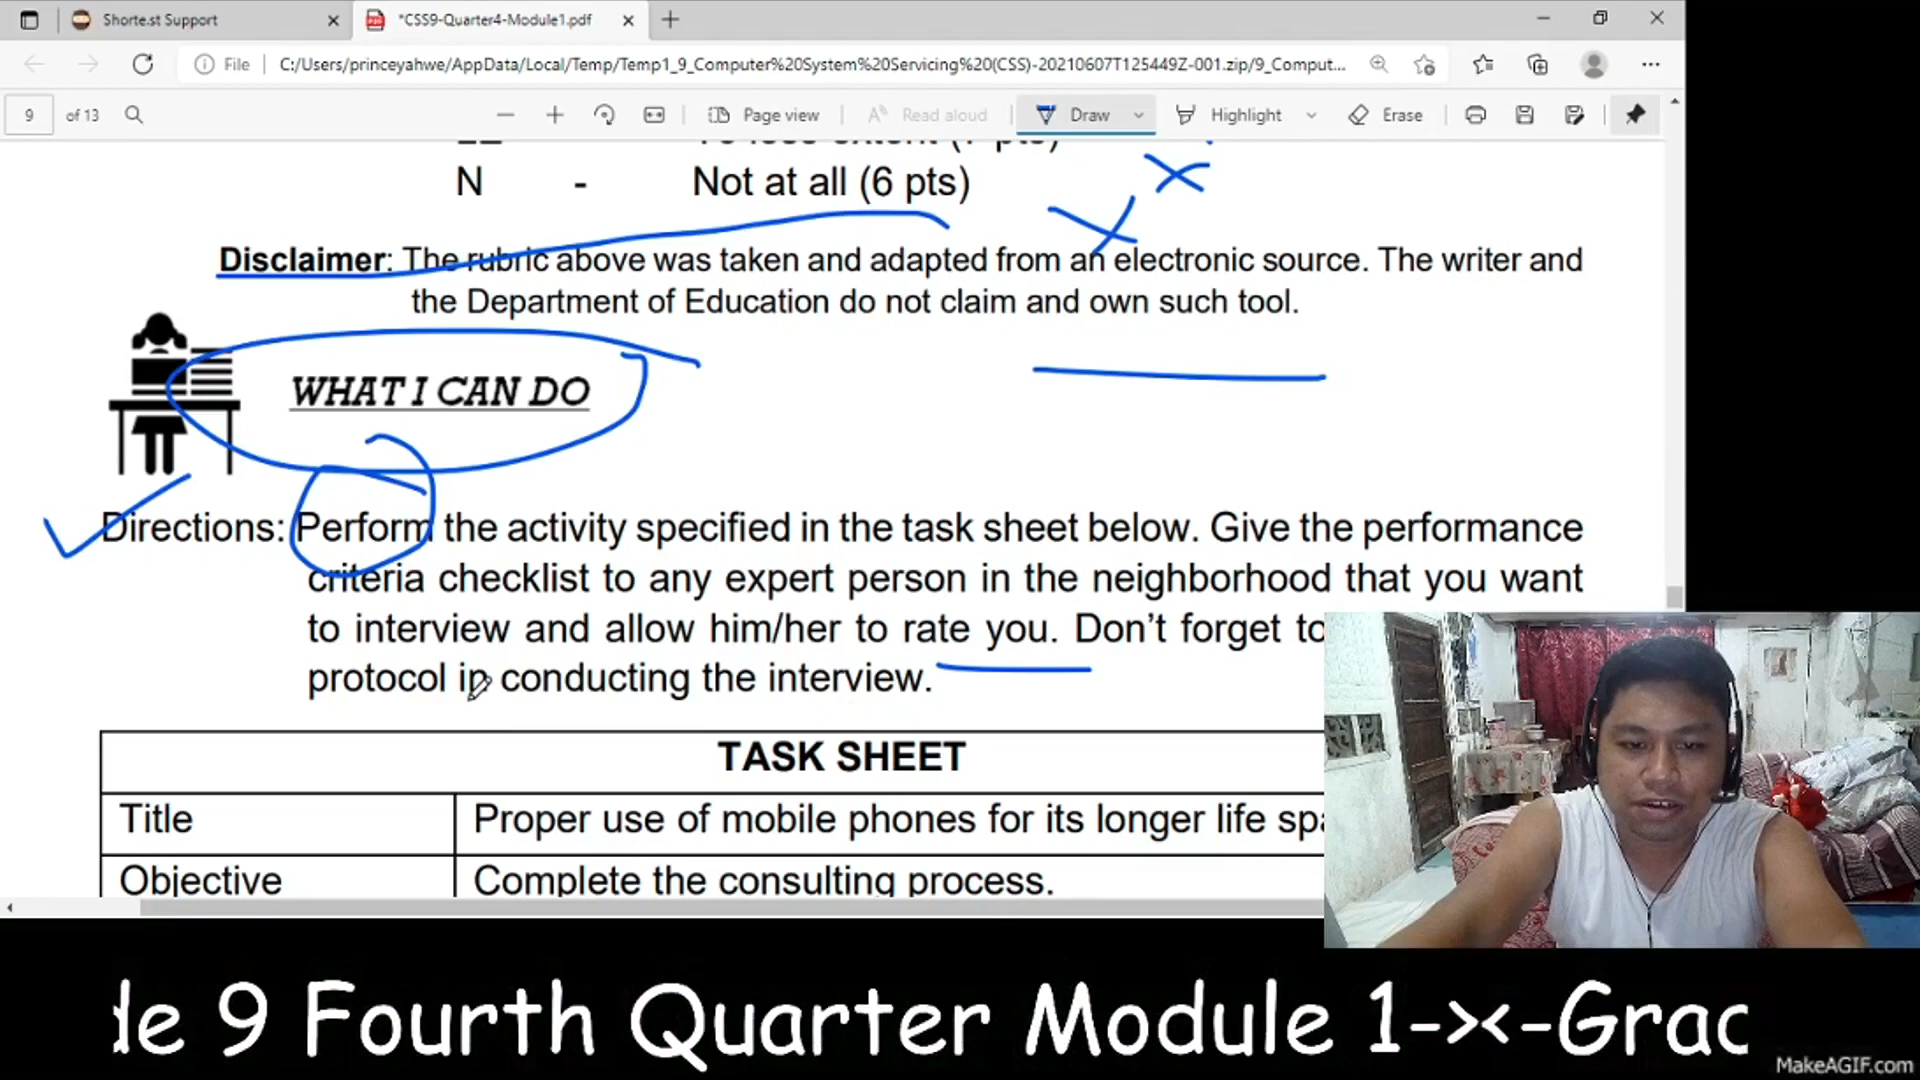 Shorte.st Support
*CSS9-Quarter4-Module1.pdf
File
C:/Users/princeyahwe/AppData/Local/Temp/Temp1_9_Computer%20System%20Servicing%20(CSS)-20210607T125449Z-001.zip/9_Comput...
9 of 13
Page view
Read aloud
Draw
Highlight
Erase
N - Not at all (6 pts)
Disclaimer: The rubric above was taken and adapted from an electronic source. The writer and
the Department of Education do not claim and own such tool.
WHAT I CAN DO
Directions: Perform the activity specified in the task sheet below. Give the performance
criteria checklist to any expert person in the neighborhood that you want
to interview and allow him/her to rate you. Don't forget to
protocol in conducting the interview.
TASK SHEET
Title
Proper use of mobile phones for its longer life spa
Objective
Complete the consulting process.
de 9 Fourth Quarter Module 1-x-Grac
MakeAGIF.com